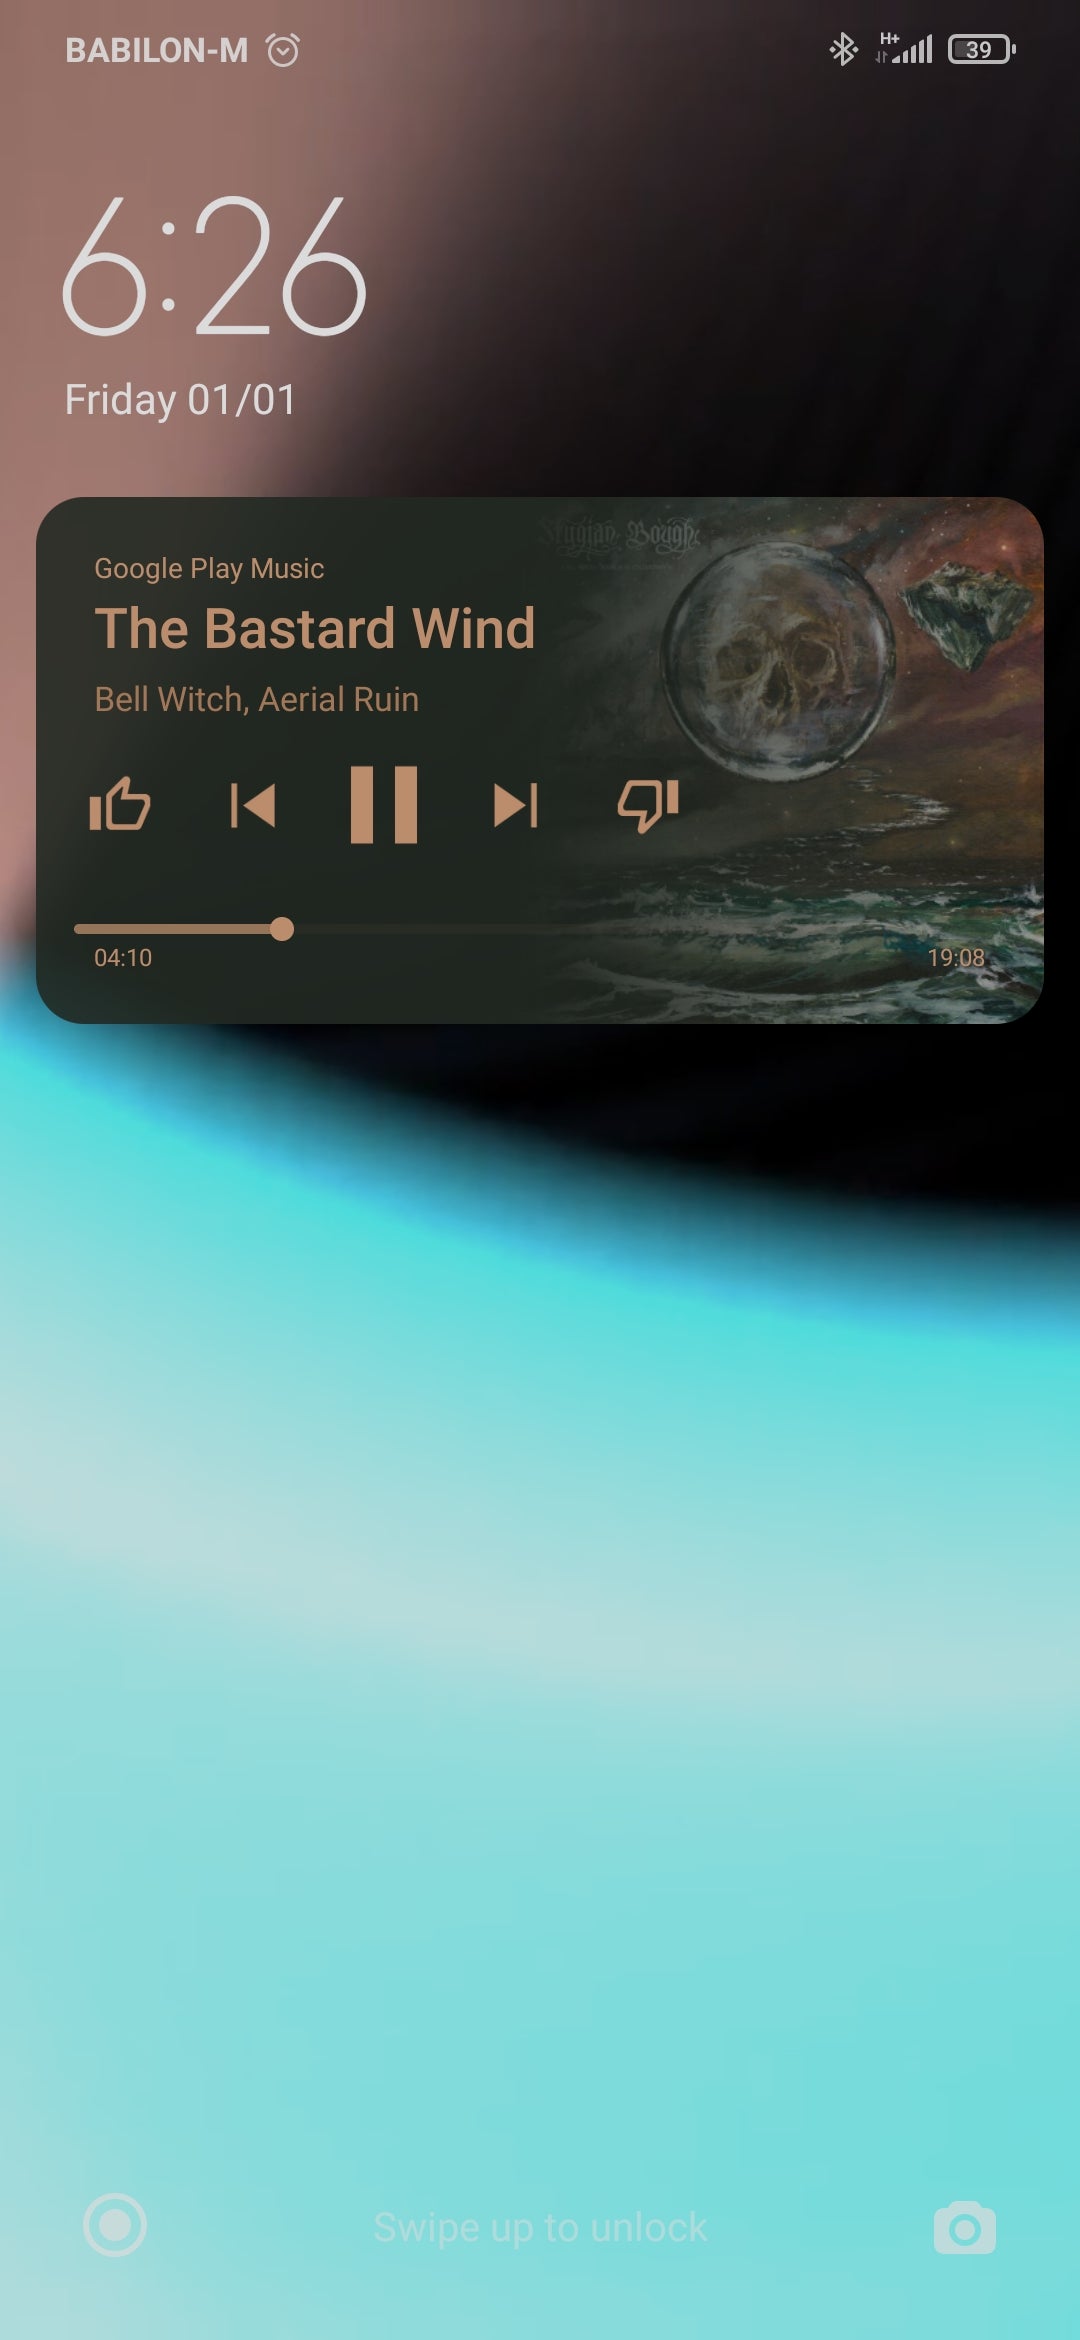 BABILON-M
H+
39
6:26
Friday 01/01
Stygian Bough
Google Play Music
The Bastard Wind
Bell Witch, Aerial Ruin
04:10
19:08
Swipe up to unlock